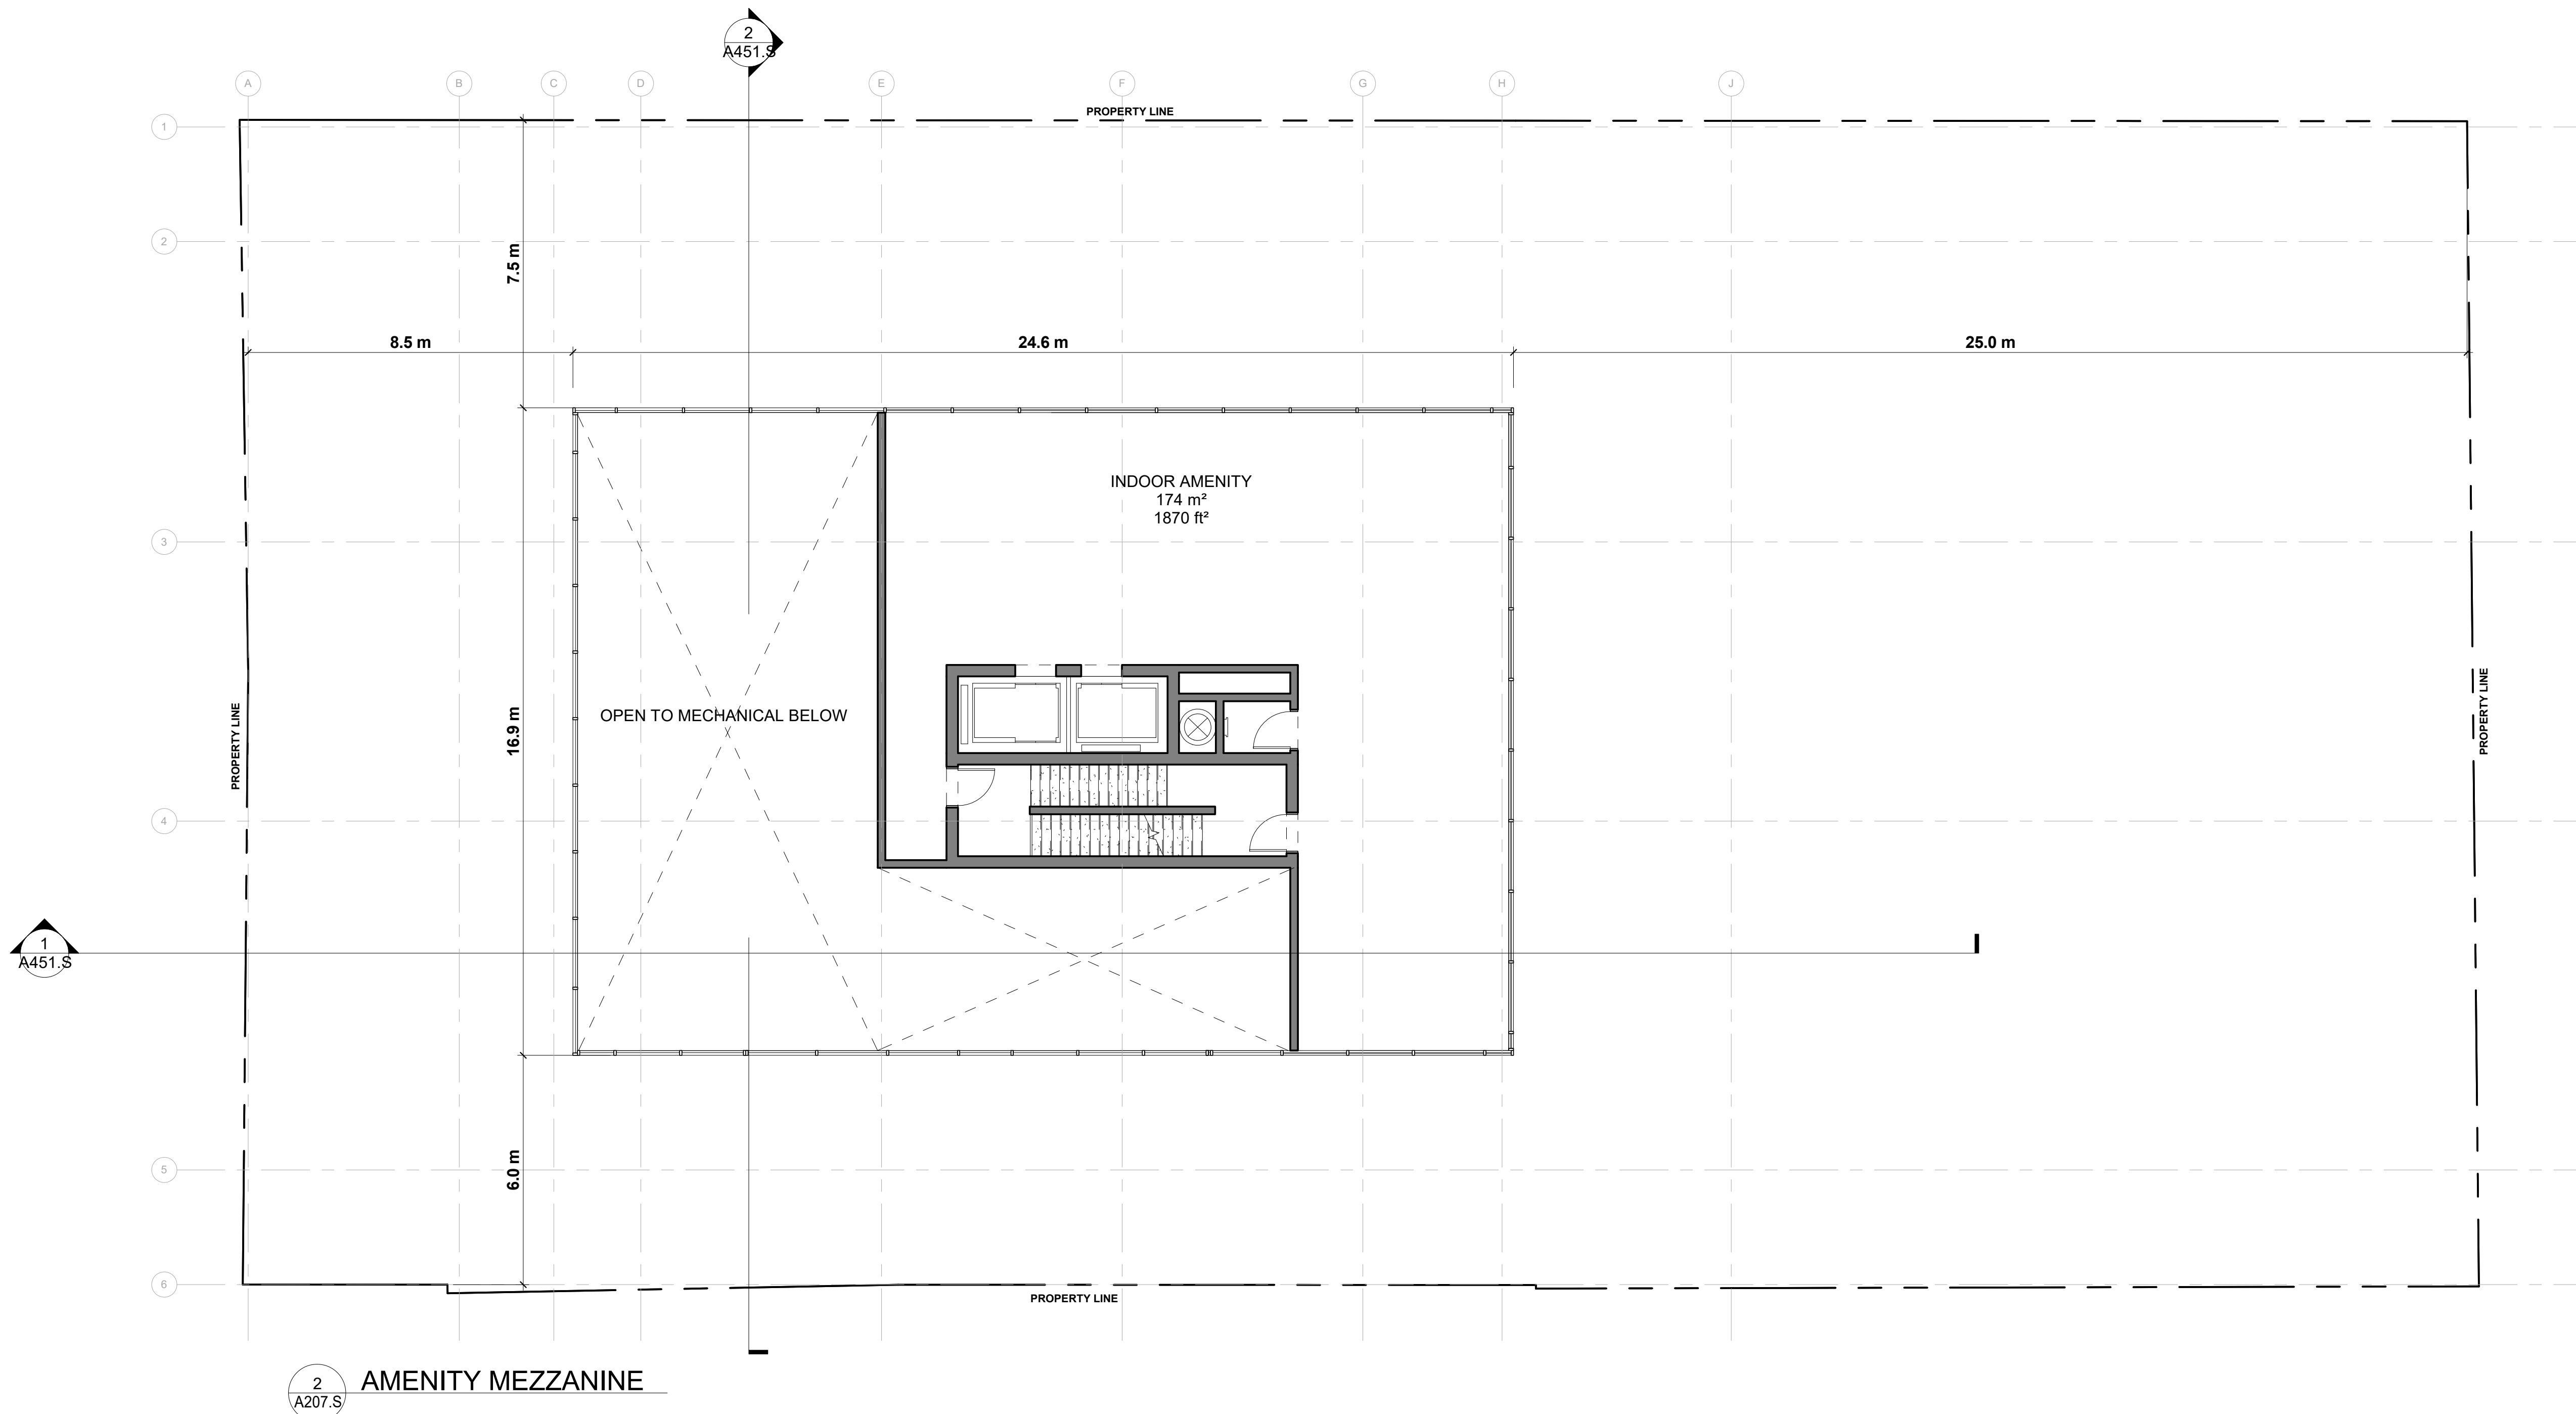 2
A451.S
A
B
C
D
E
F
G
H
J
PROPERTY LINE
1
2
7.5 m
8.5 m
24.6 m
25.0 m
INDOOR AMENITY
174 m²
1870 ft²
3
PROPERTY LINE
16.9 m
OPEN TO MECHANICAL BELOW
PROPERTY LINE
4
1
A451.S
6.0 m
5
6
PROPERTY LINE
2
A207.S
AMENITY MEZZANINE